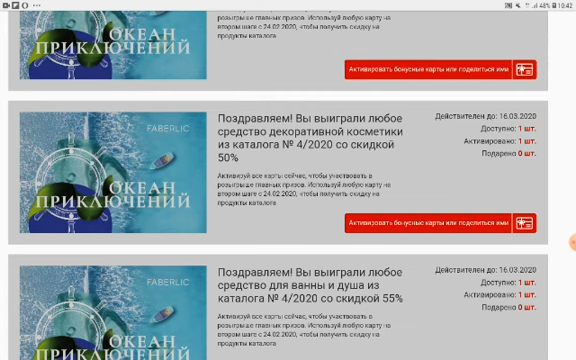 48% 10:42
розыгрыше главных призов. Используй любую карту на
втором шаге с 24.02 2020, чтобы получить скидку на
продукты каталога
ОКЕАН
ПРИКЛЮЧЕНИЙ
Активировать бонусные карты или поделиться ими
FABERLIC
ОКЕАН
ПРИКЛЮЧЕНИЙ
Поздравляем! Вы выиграли любое
средство декоративной косметики
из каталога № 4/2020 со скидкой
50%
Активируй все карты сейчас, чтобы участвовать в
розыгрыше главных призов. Используй любую карту на
втором шаге с 24.02 2020, чтобы получить скидку на
продукты каталога
Действителен до: 16.03.2020
Доступно: 1 шт.
Активировано: 1 шт.
Подарено 0 шт.
Активировать бонусные карты или поделиться ими
FABERLIC
ОКЕАН
ПРИКЛЮЧЕНИЙ
Поздравляем! Вы выиграли любое
средство для ванны и душа из
каталога № 4/2020 со скидкой 55%
Активируй все карты сейчас, чтобы участвовать в
розыгрыше главных призов. Используй любую карту на
втором шаге с 24.02 2020, чтобы получить скидку на
продукты каталога
Действителен до: 16.03.2020
Доступно: 1 шт.
Активировано: 1 шт.
Подарено 0 шт.